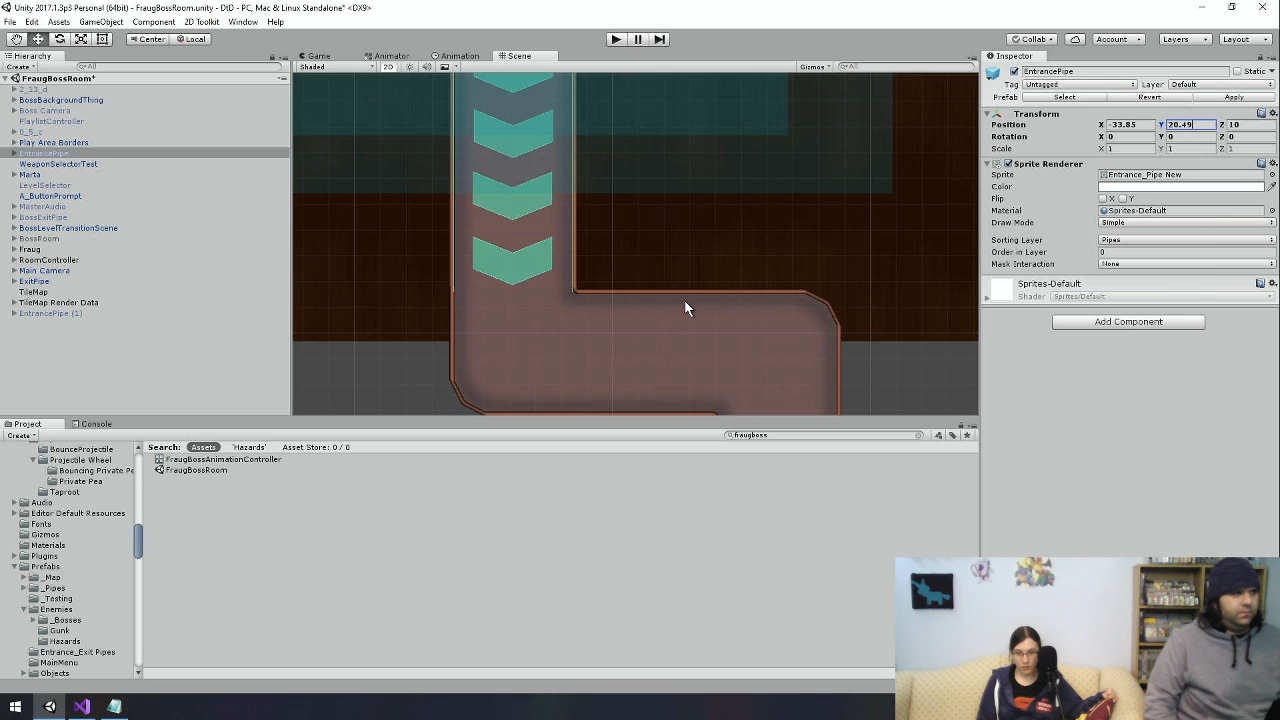 Unity 2017.1.3p3 (64bit) - FraugBossRoom.unity - DtD - PC, Mac & Linux Standalone* <DX9>
File Edit Assets GameObject Component 2D Toolkit Window Help
Center Local Collab Account Layers Layout
Hierarchy Game Animator Animation Scene Inspector
Create All Shaded 2D Gizmos All EntrancePipe Static
FraugBossRoom*
2_13_d
BossBackgroundThing
Boss Camera
PlaylistController
0_5_c
Play Area Borders
EntrancePipe
WeaponSelectorTest
Marta
LevelSelector
A_ButtonPrompt
MasterAudio
BossExitPipe
BossLevelTransitionScene
BossRoom
Fraug
RoomController
Main Camera
ExitPipe
TileMap
TileMap Render Data
EntrancePipe (1)
Tag Untagged Layer Default
Prefab Select Revert Apply
Transform
Position X -33.85 Y 20.49 Z 10
Rotation X 0 Y 0 Z 0
Scale X 1 Y 1 Z 1
Sprite Renderer
Sprite Entrance_Pipe New
Color
Flip X Y
Material Sprites-Default
Draw Mode Simple
Sorting Layer Pipes
Order in Layer 0
Mask Interaction None
Sprites-Default
Shader Sprites/Default
Add Component
Project Console
Create Search: Assets 'Hazards' Asset Store: 0 / 0 fraugboss
BounceProjectile
Projectile Wheel
Bouncing Private Pe
Private Pea
Taproot
Audio
Editor Default Resources
Fonts
Gizmos
Materials
Plugins
Prefabs
_Map
_Pipes
_Testing
Enemies
_Bosses
Gunk
Hazards
Entrance_Exit Pipes
MainMenu
Objects
FraugBossAnimationController
FraugBossRoom